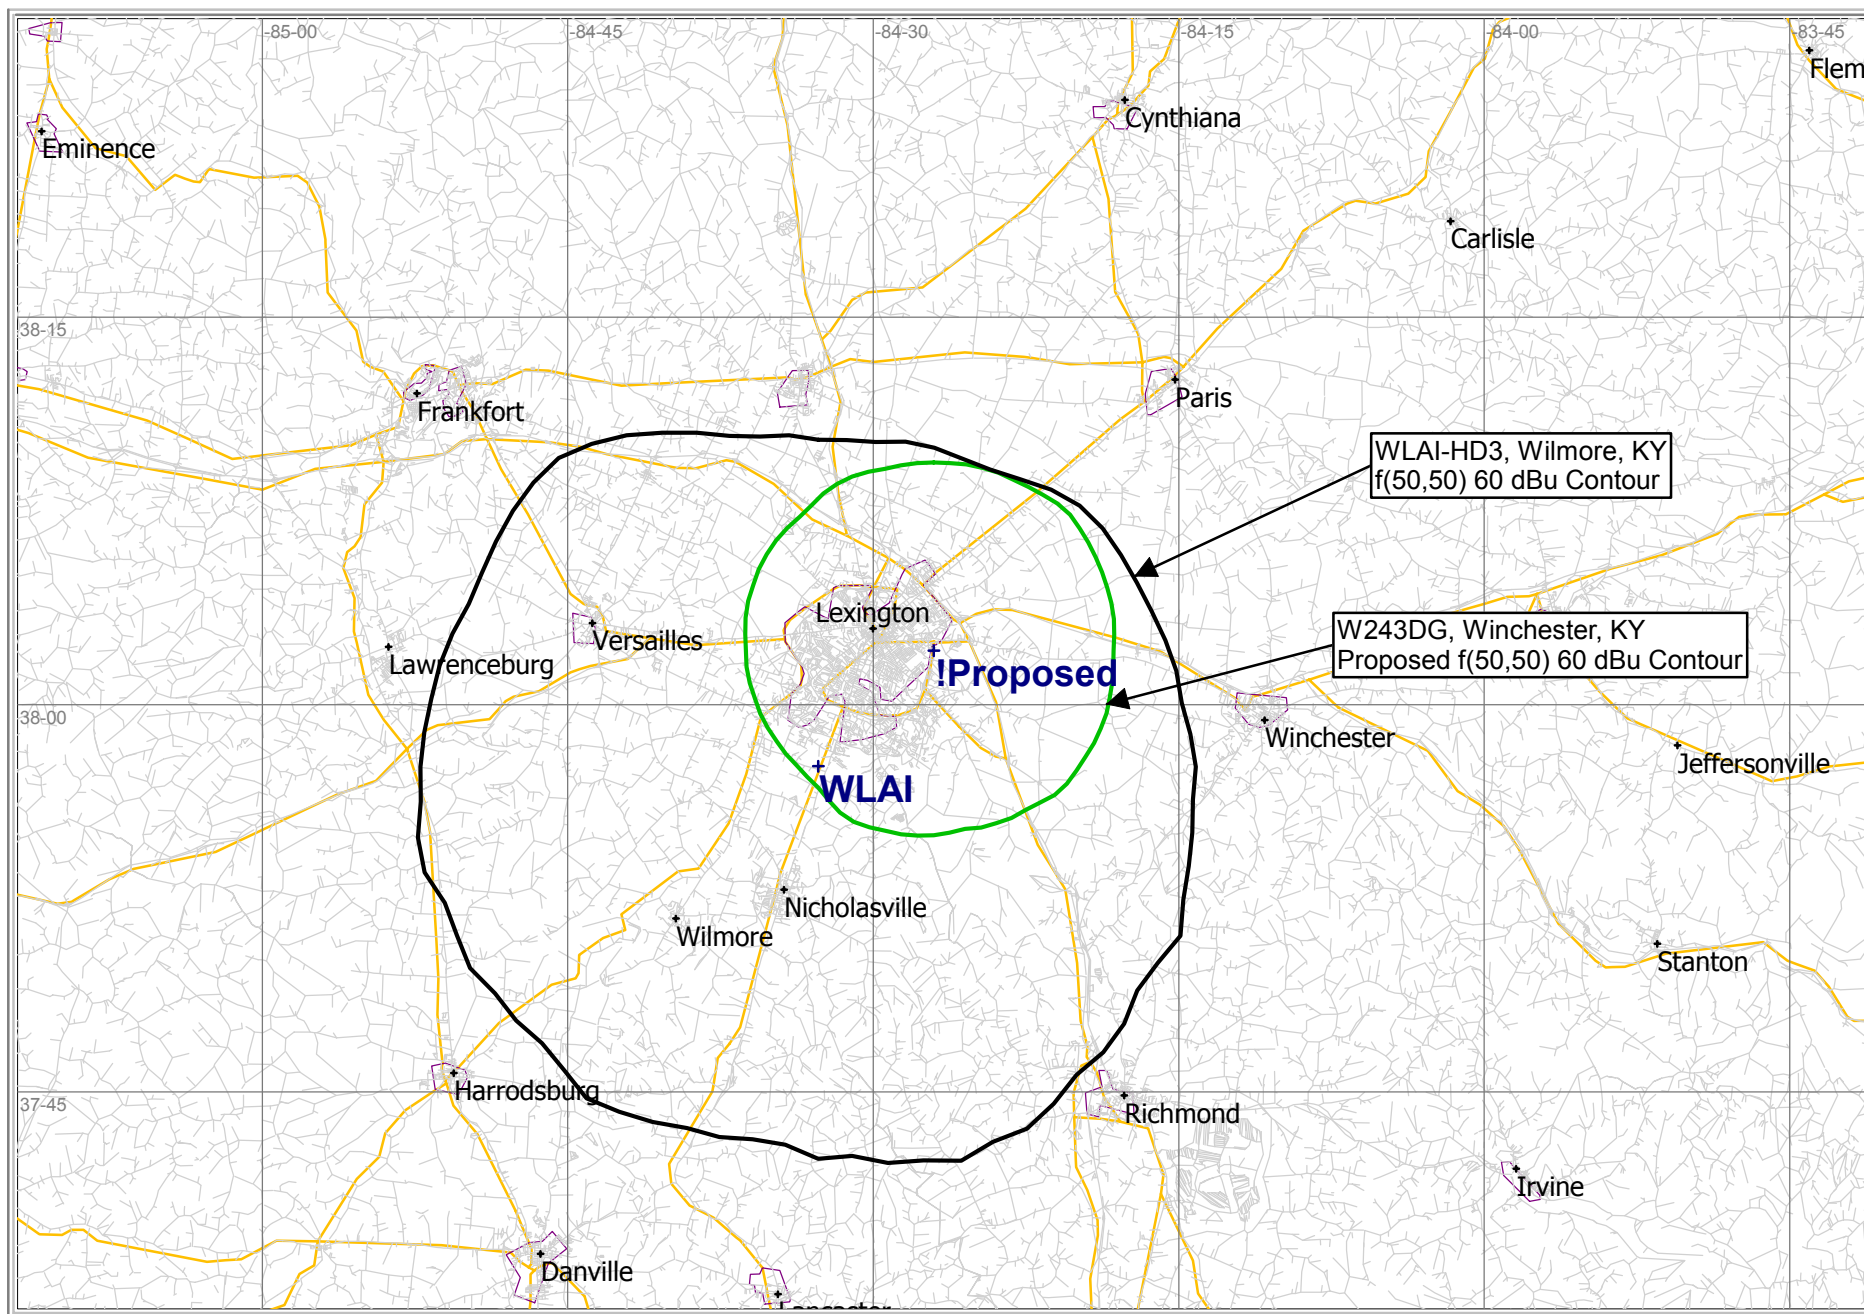 -85-00
-84-45
-84-30
-84-15
-84-00
-83-45
Flem
Cynthiana
Eminence
Carlisle
38-15
Paris
Frankfort
WLAI-HD3, Wilmore, KY
f(50,50) 60 dBu Contour
Lexington
W243DG, Winchester, KY
Proposed f(50,50) 60 dBu Contour
Versailles
Lawrenceburg
!Proposed
38-00
Winchester
Jeffersonville
WLAI
Nicholasville
Wilmore
Stanton
Harrodsburg
37-45
Richmond
Irvine
Danville
Lancaster